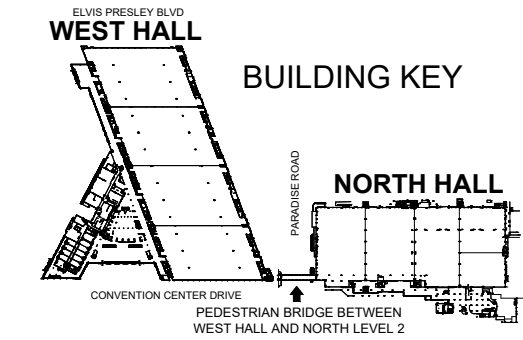 ELVIS PRESLEY BLVD
WEST HALL
BUILDING KEY
PARADISE ROAD
NORTH HALL
CONVENTION CENTER DRIVE
PEDESTRIAN BRIDGE BETWEEN
WEST HALL AND NORTH LEVEL 2